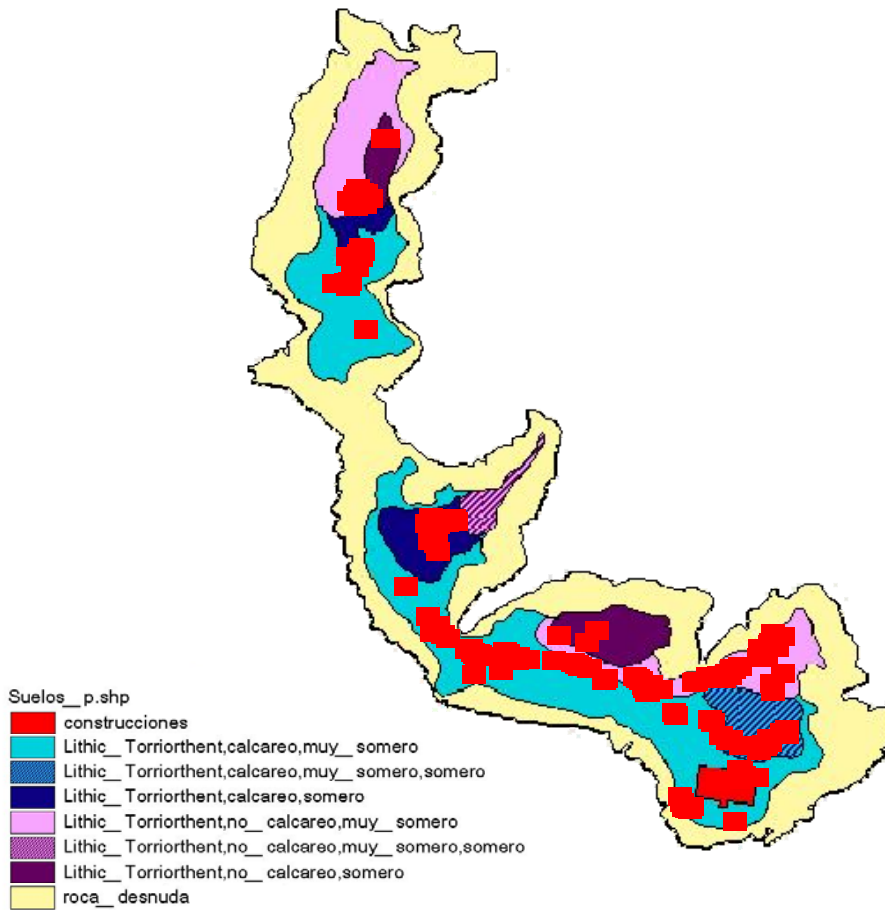 Suelos__p.shp
construcciones
Lithic__Torriorthent,calcareo,muy__somero
Lithic__Torriorthent,calcareo,muy__somero,somero
Lithic__Torriorthent,calcareo,somero
Lithic__Torriorthent,no__calcareo,muy__somero
Lithic__Torriorthent,no__calcareo,muy__somero,somero
Lithic__Torriorthent,no__calcareo,somero
roca__desnuda